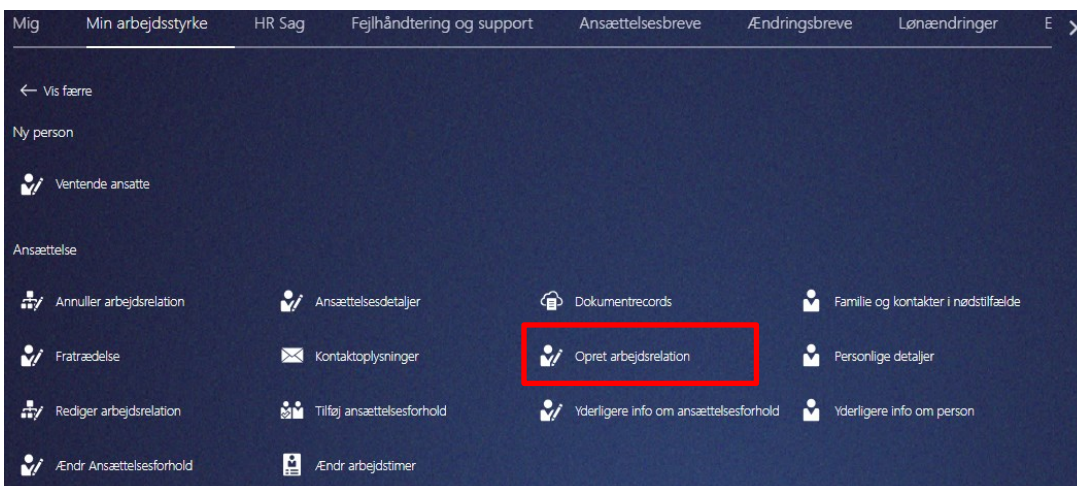 Mig Min arbejdsstyrke HR Sag Fejlhåndtering og support Ansættelsesbreve Ændringsbreve Lønændringer E
Vis færre
Ny person
Ventende ansatte
Ansættelse
Annuller arbejdsrelation Ansættelsesdetaljer Dokumentrecords Familie og kontakter i nødstilfælde
Fratrædelse Kontaktoplysninger Opret arbejdsrelation Personlige detaljer
Rediger arbejdsrelation Tilføj ansættelsesforhold Yderligere info om ansættelsesforhold Yderligere info om person
Ændr Ansættelsesforhold Ændr arbejdstimer